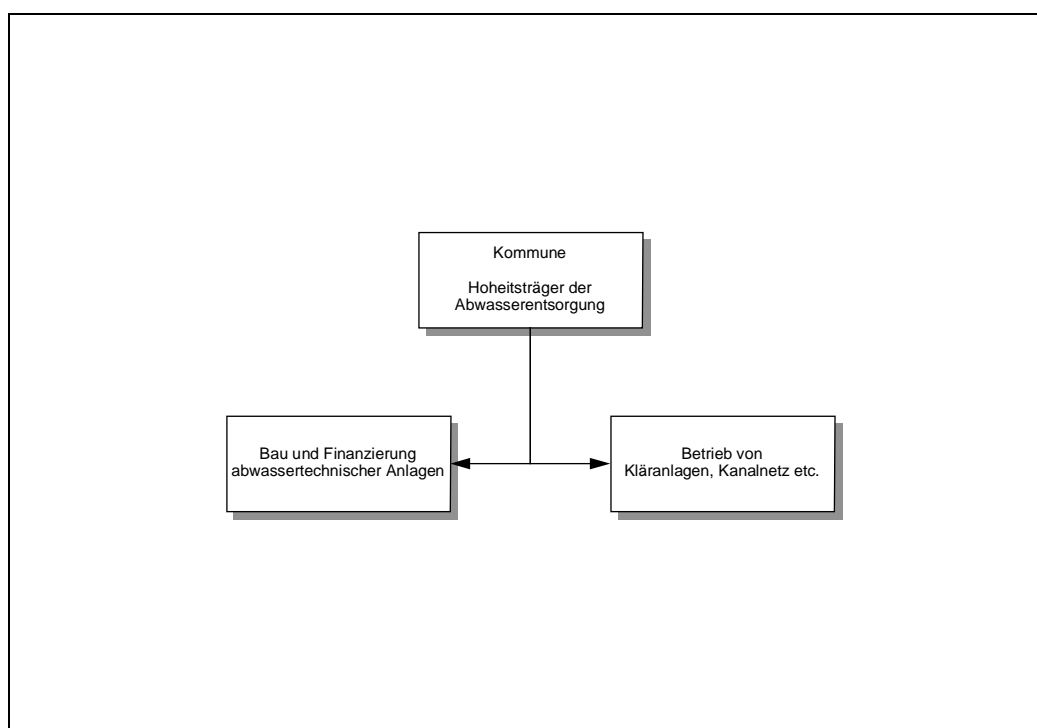 Kommune
Hoheitsträger der
Abwasserentsorgung
Bau und Finanzierung
abwassertechnischer Anlagen
Betrieb von
Kläranlagen, Kanalnetz etc.